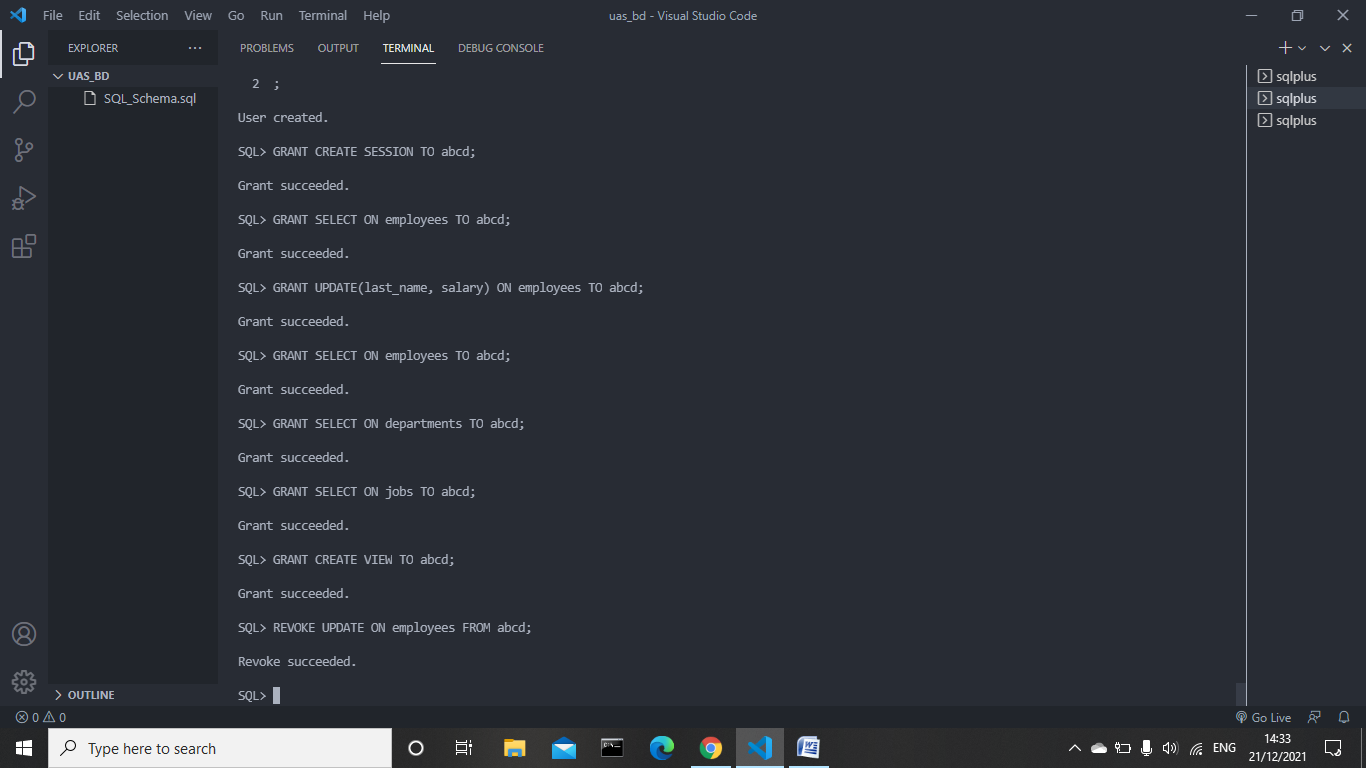 File Edit Selection View Go Run Terminal Help
uas_bd - Visual Studio Code
EXPLORER
UAS_BD
SQL_Schema.sql
OUTLINE
PROBLEMS OUTPUT TERMINAL DEBUG CONSOLE
2 ;
User created.
SQL> GRANT CREATE SESSION TO abcd;
Grant succeeded.
SQL> GRANT SELECT ON employees TO abcd;
Grant succeeded.
SQL> GRANT UPDATE(last_name, salary) ON employees TO abcd;
Grant succeeded.
SQL> GRANT SELECT ON employees TO abcd;
Grant succeeded.
SQL> GRANT SELECT ON departments TO abcd;
Grant succeeded.
SQL> GRANT SELECT ON jobs TO abcd;
Grant succeeded.
SQL> GRANT CREATE VIEW TO abcd;
Grant succeeded.
SQL> REVOKE UPDATE ON employees FROM abcd;
Revoke succeeded.
SQL>
sqlplus
sqlplus
sqlplus
0 0
Go Live
Type here to search
ENG
14:33
21/12/2021